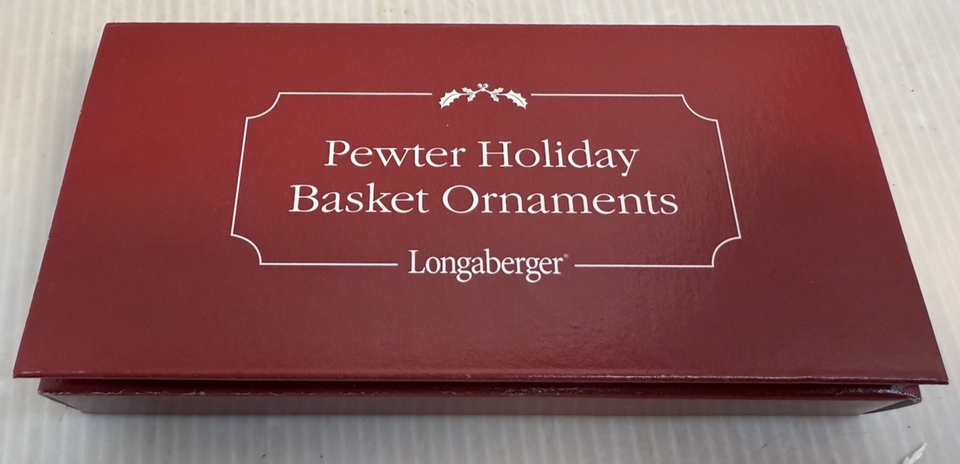 Pewter Holiday
Basket Ornaments
Longaberger®